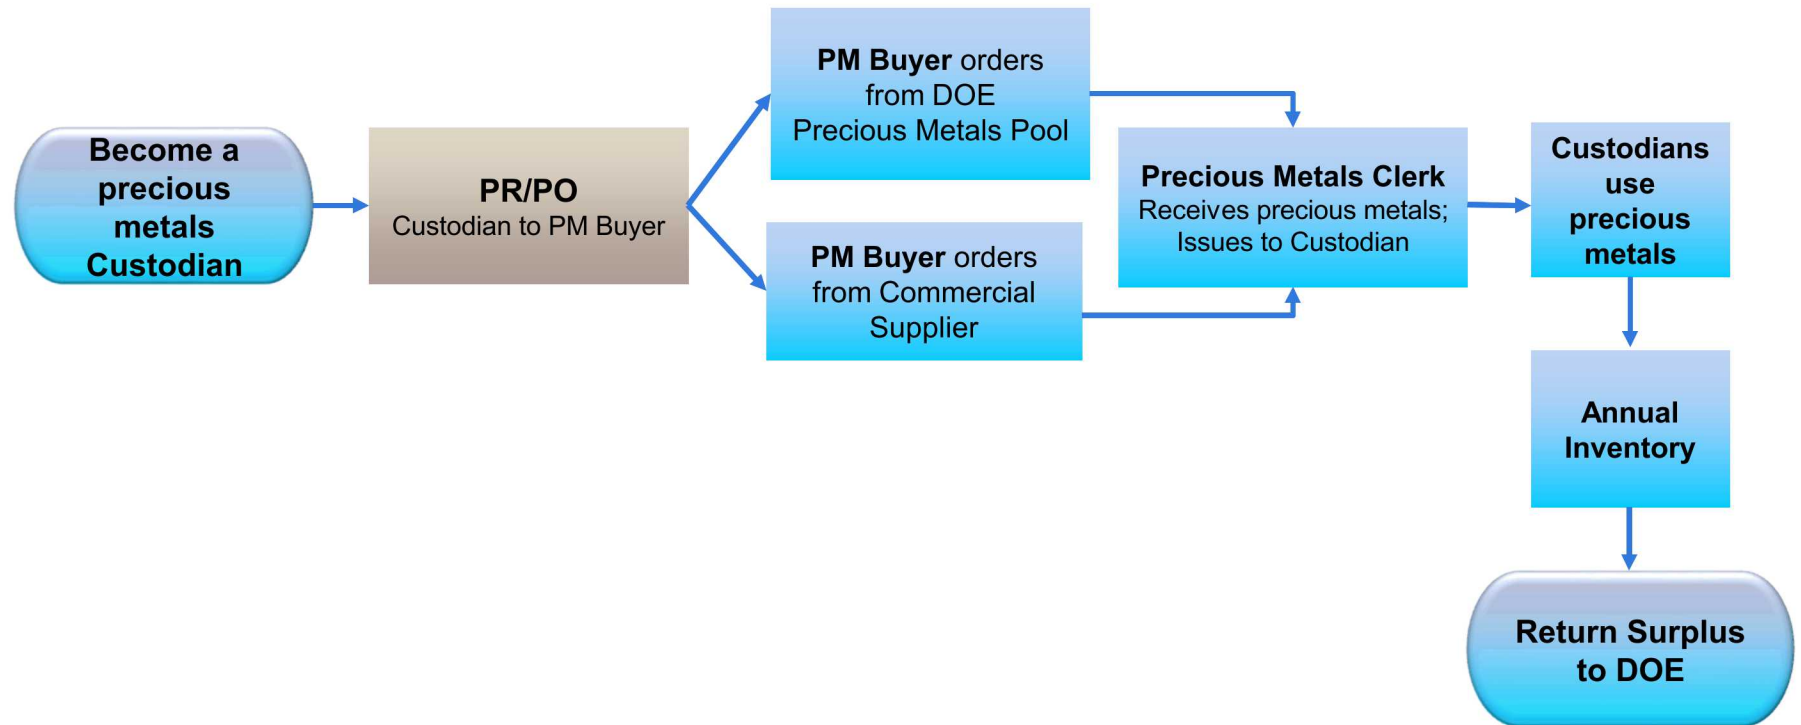 Become a
precious
metals
Custodian
PR/PO
Custodian to PM Buyer
PM Buyer orders
from DOE
Precious Metals Pool
PM Buyer orders
from Commercial
Supplier
Precious Metals Clerk
Receives precious metals;
Issues to Custodian
Custodians
use
precious
metals
Annual
Inventory
Return Surplus
to DOE